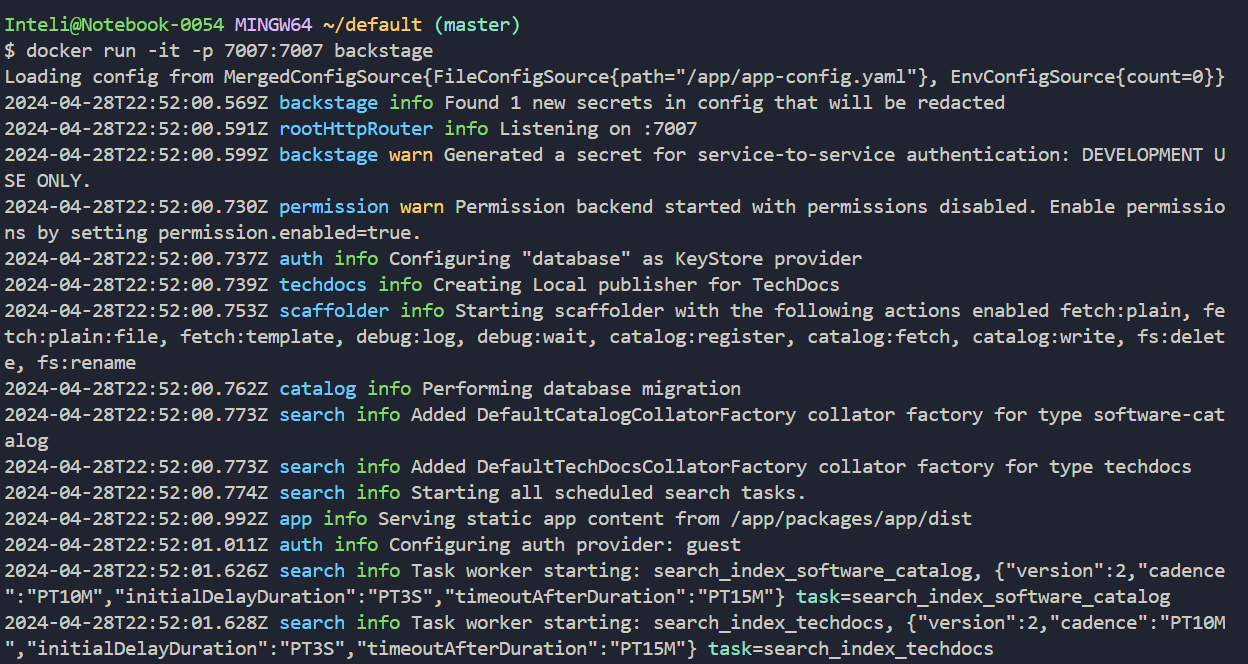 Inteli@Notebook-0054 MINGW64 ~/default (master)
$ docker run -it -p 7007:7007 backstage
Loading config from MergedConfigSource{FileConfigSource{path="/app/app-config.yaml"}, EnvConfigSource{count=0}}
2024-04-28T22:52:00.569Z backstage info Found 1 new secrets in config that will be redacted
2024-04-28T22:52:00.591Z rootHttpRouter info Listening on :7007
2024-04-28T22:52:00.599Z backstage warn Generated a secret for service-to-service authentication: DEVELOPMENT U
SE ONLY.
2024-04-28T22:52:00.730Z permission warn Permission backend started with permissions disabled. Enable permissio
ns by setting permission.enabled=true.
2024-04-28T22:52:00.737Z auth info Configuring "database" as KeyStore provider
2024-04-28T22:52:00.739Z techdocs info Creating Local publisher for TechDocs
2024-04-28T22:52:00.753Z scaffolder info Starting scaffolder with the following actions enabled fetch:plain, fe
tch:plain:file, fetch:template, debug:log, debug:wait, catalog:register, catalog:fetch, catalog:write, fs:delet
e, fs:rename
2024-04-28T22:52:00.762Z catalog info Performing database migration
2024-04-28T22:52:00.773Z search info Added DefaultCatalogCollatorFactory collator factory for type software-cat
alog
2024-04-28T22:52:00.773Z search info Added DefaultTechDocsCollatorFactory collator factory for type techdocs
2024-04-28T22:52:00.774Z search info Starting all scheduled search tasks.
2024-04-28T22:52:00.992Z app info Serving static app content from /app/packages/app/dist
2024-04-28T22:52:01.011Z auth info Configuring auth provider: guest
2024-04-28T22:52:01.626Z search info Task worker starting: search_index_software_catalog, {"version":2,"cadence
":"PT10M","initialDelayDuration":"PT3S","timeoutAfterDuration":"PT15M"} task=search_index_software_catalog
2024-04-28T22:52:01.628Z search info Task worker starting: search_index_techdocs, {"version":2,"cadence":"PT10M
","initialDelayDuration":"PT3S","timeoutAfterDuration":"PT15M"} task=search_index_techdocs